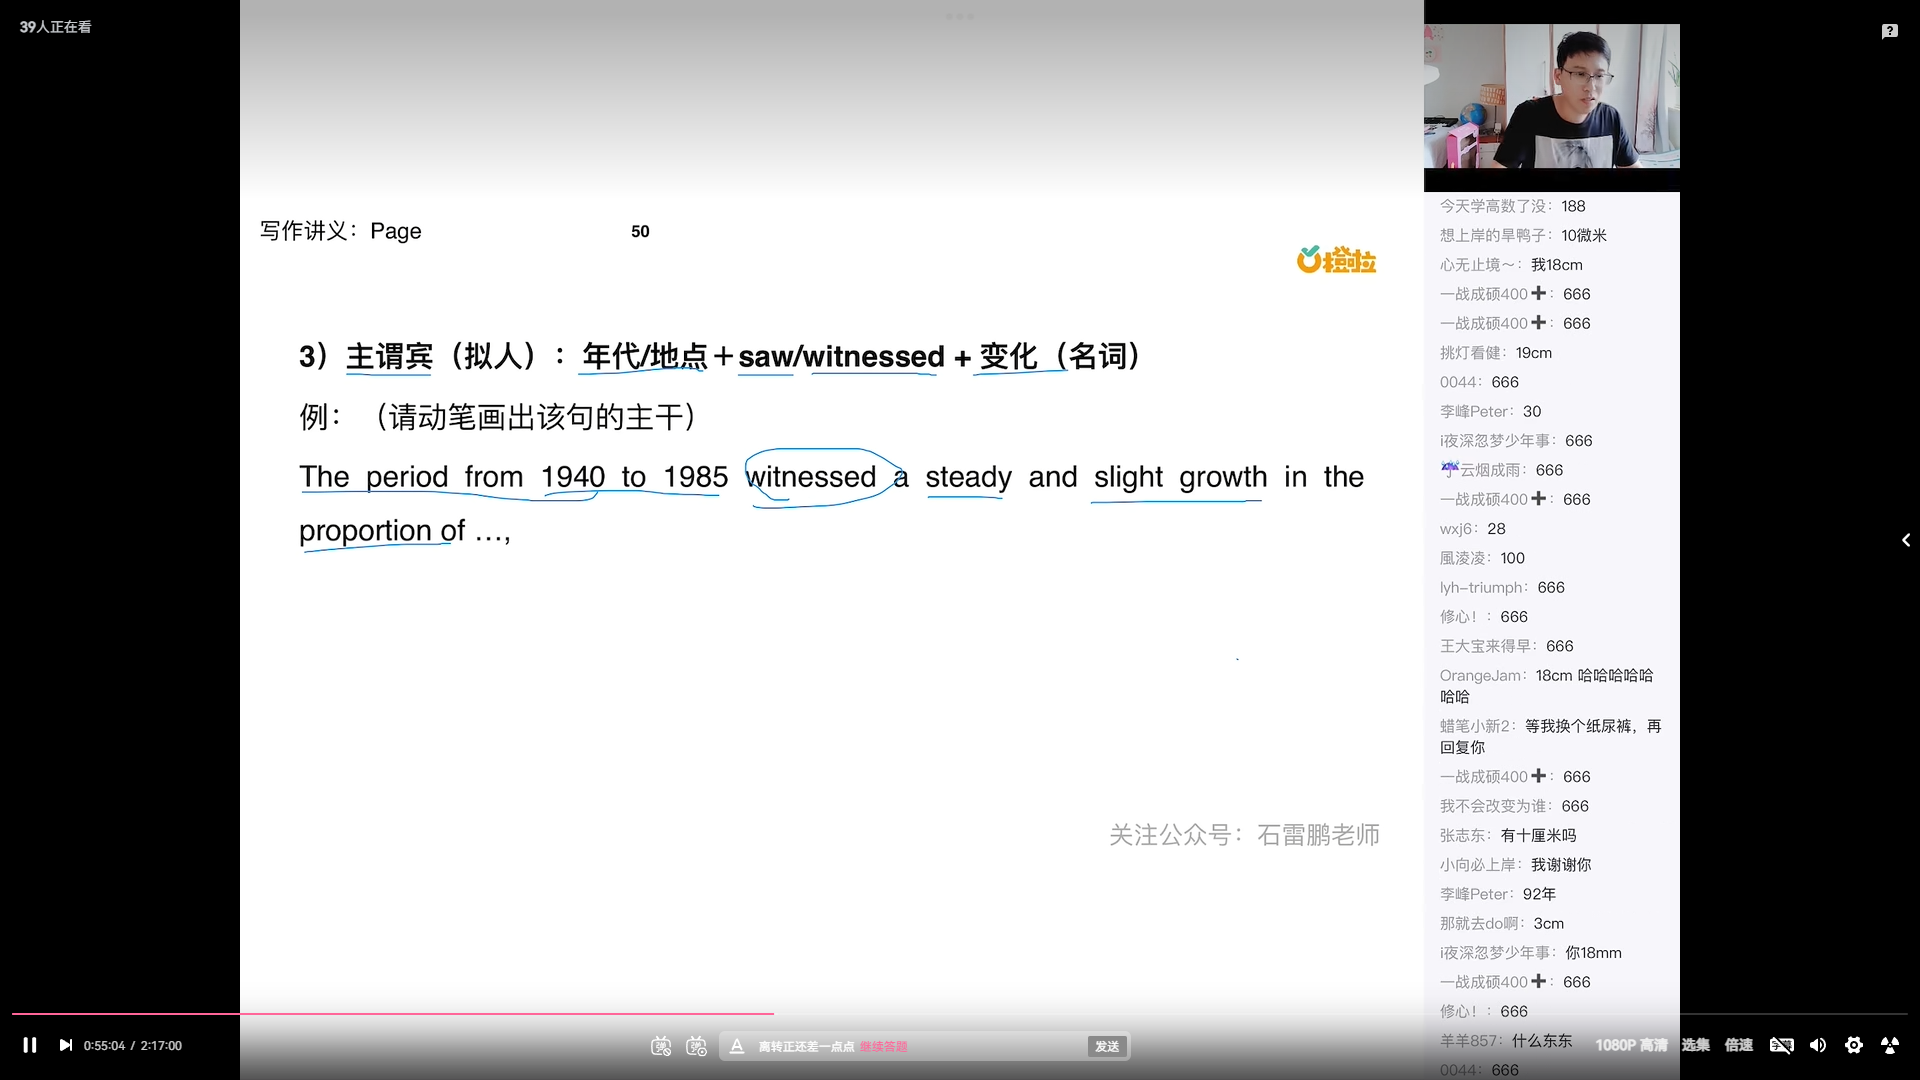 39人正在看
写作讲义：Page 50
橙啦
3）主谓宾（拟人）：年代/地点＋saw/witnessed + 变化（名词）
例：（请动笔画出该句的主干）
The period from 1940 to 1985 witnessed a steady and slight growth in the
proportion of …,
关注公众号：石雷鹏老师
今天学高数了没：188
想上岸的旱鸭子：10微米
心无止境～：我18cm
一战成硕400➕：666
一战成硕400➕：666
挑灯看健：19cm
0044：666
李峰Peter：30
i夜深忽梦少年事：666
☔云烟成雨：666
一战成硕400➕：666
wxj6：28
風淩凌：100
lyh-triumph：666
修心！：666
王大宝来得早：666
OrangeJam：18cm 哈哈哈哈哈
哈哈
蜡笔小新2：等我换个纸尿裤，再
回复你
一战成硕400➕：666
我不会改变为谁：666
张志东：有十厘米吗
小向必上岸：我谢谢你
李峰Peter：92年
那就去do啊：3cm
i夜深忽梦少年事：你18mm
一战成硕400➕：666
修心！：666
羊羊857：什么东东
0044：666
0:55:04 / 2:17:00
离转正还差一点点 继续答题
发送
1080P 高清 选集 倍速